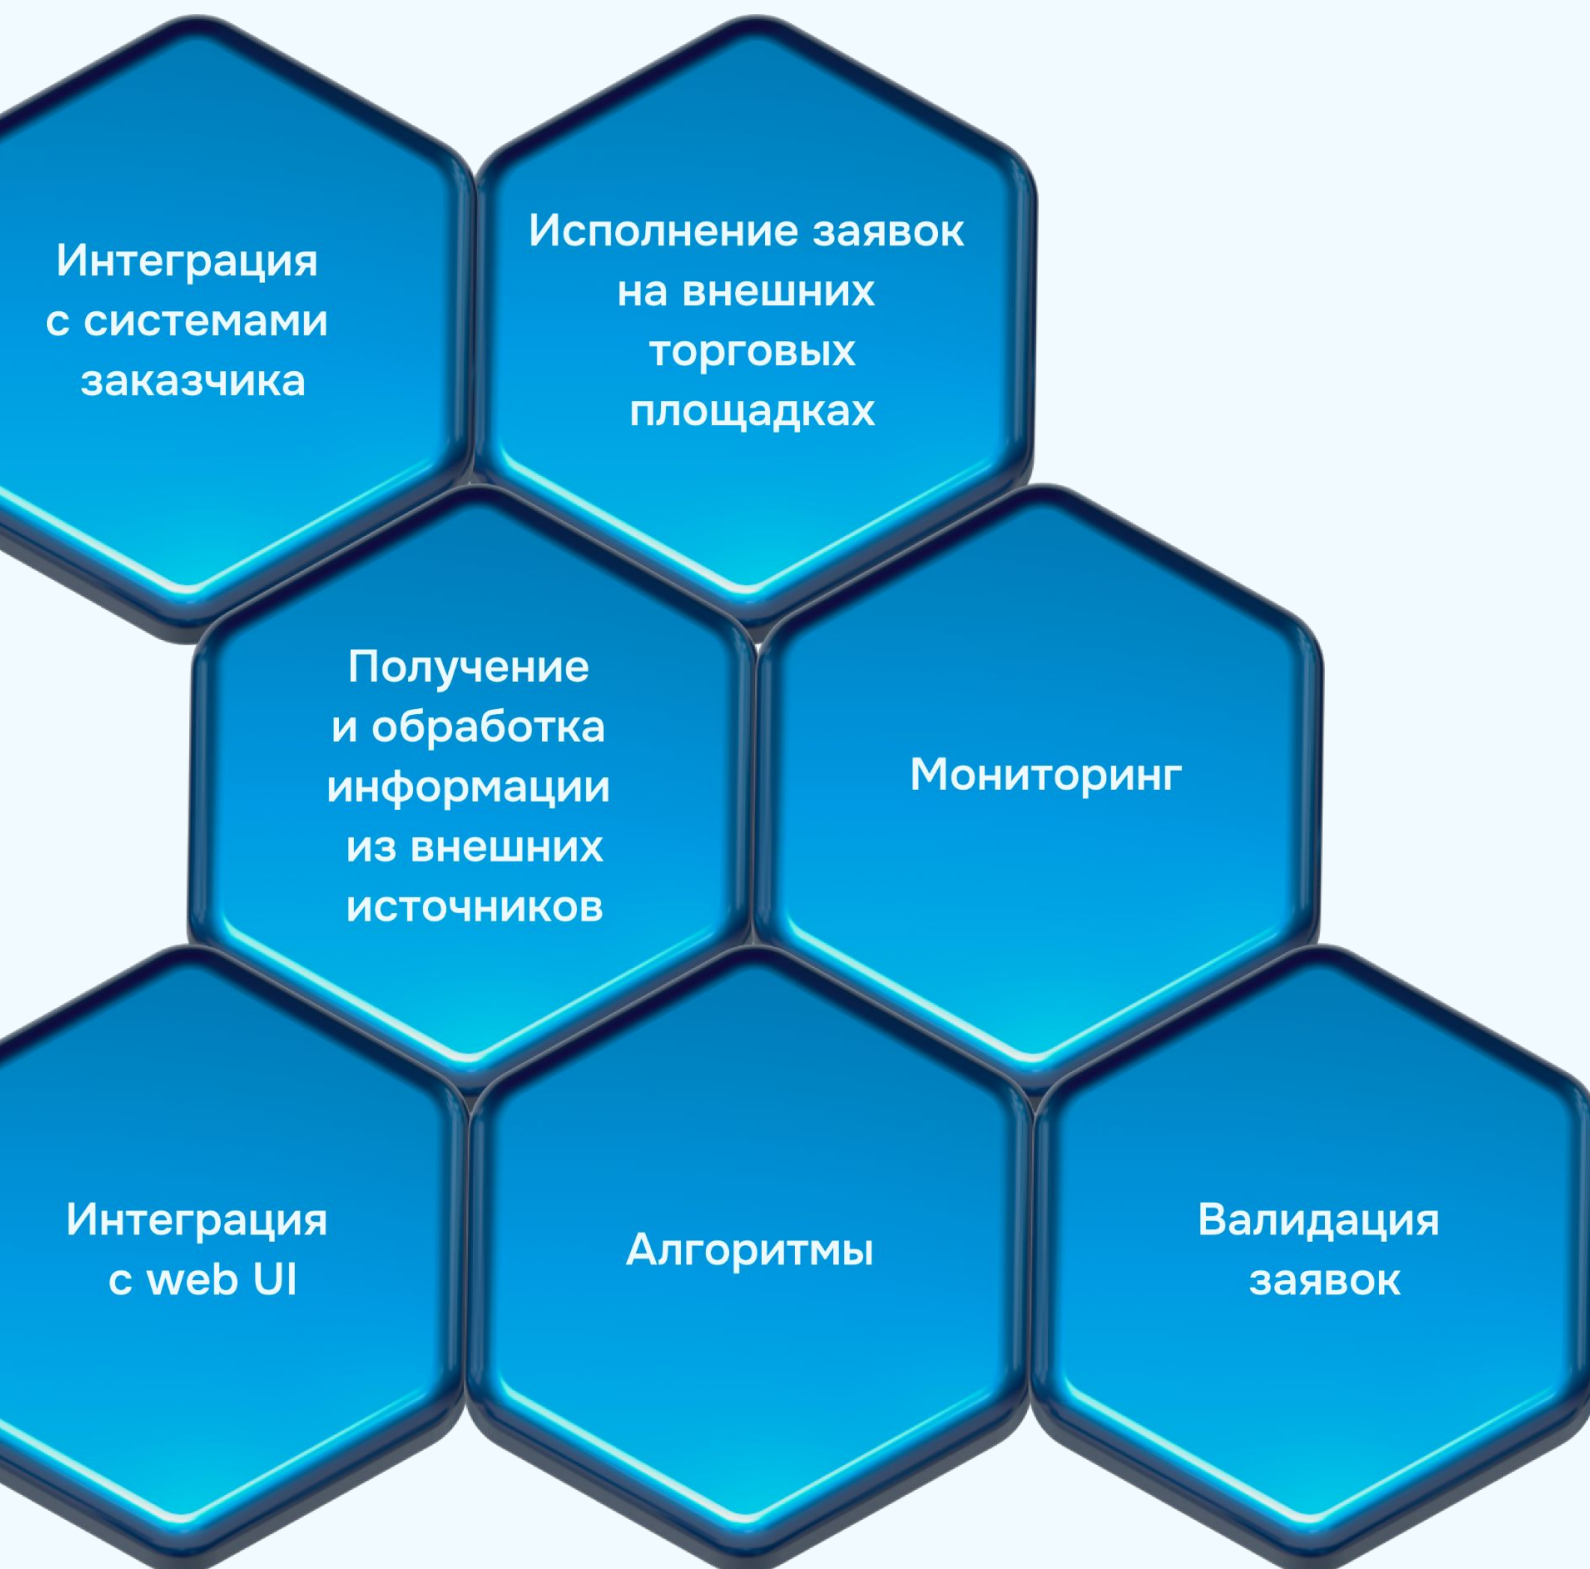 Интеграция
с системами
заказчика
Исполнение заявок
на внешних
торговых
площадках
Получение
и обработка
информации
из внешних
источников
Мониторинг
Интеграция
с web UI
Алгоритмы
Валидация
заявок